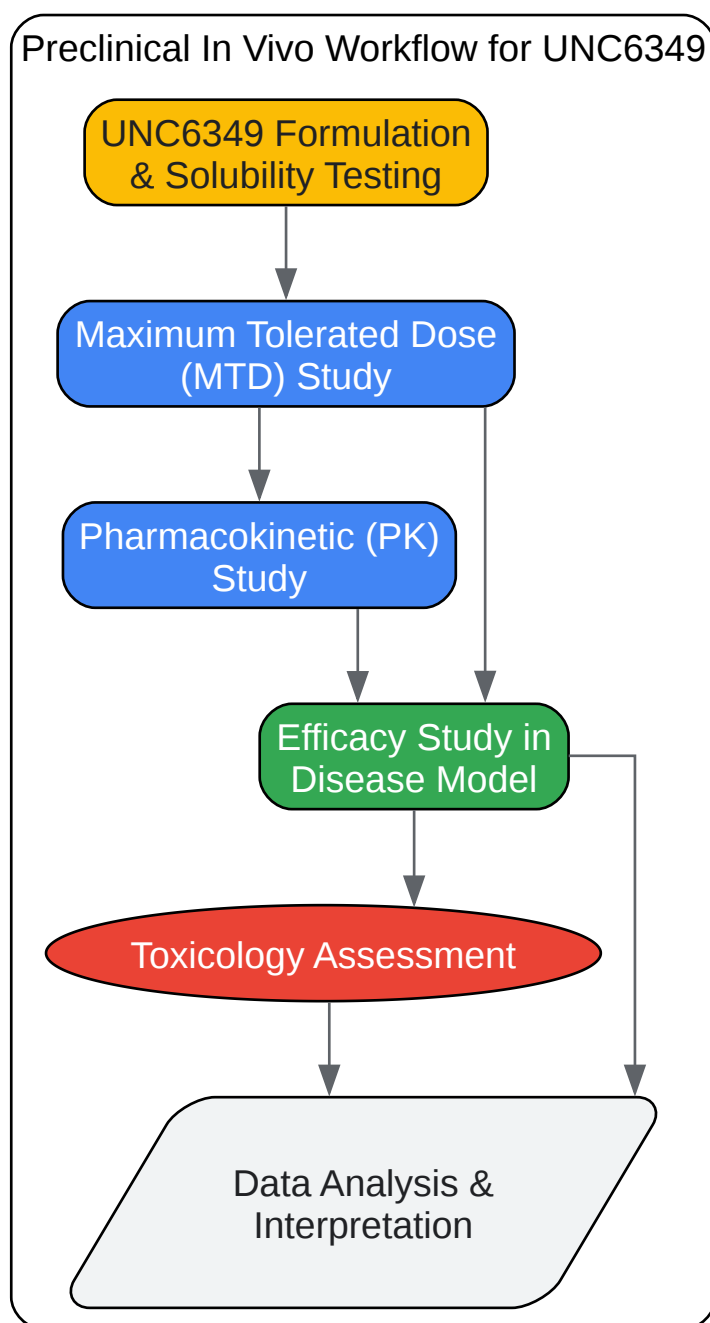 Preclinical In Vivo Workflow for UNC6349
UNC6349 Formulation
& Solubility Testing
Maximum Tolerated Dose
(MTD) Study
Pharmacokinetic (PK)
Study
Efficacy Study in
Disease Model
Toxicology Assessment
Data Analysis &
Interpretation